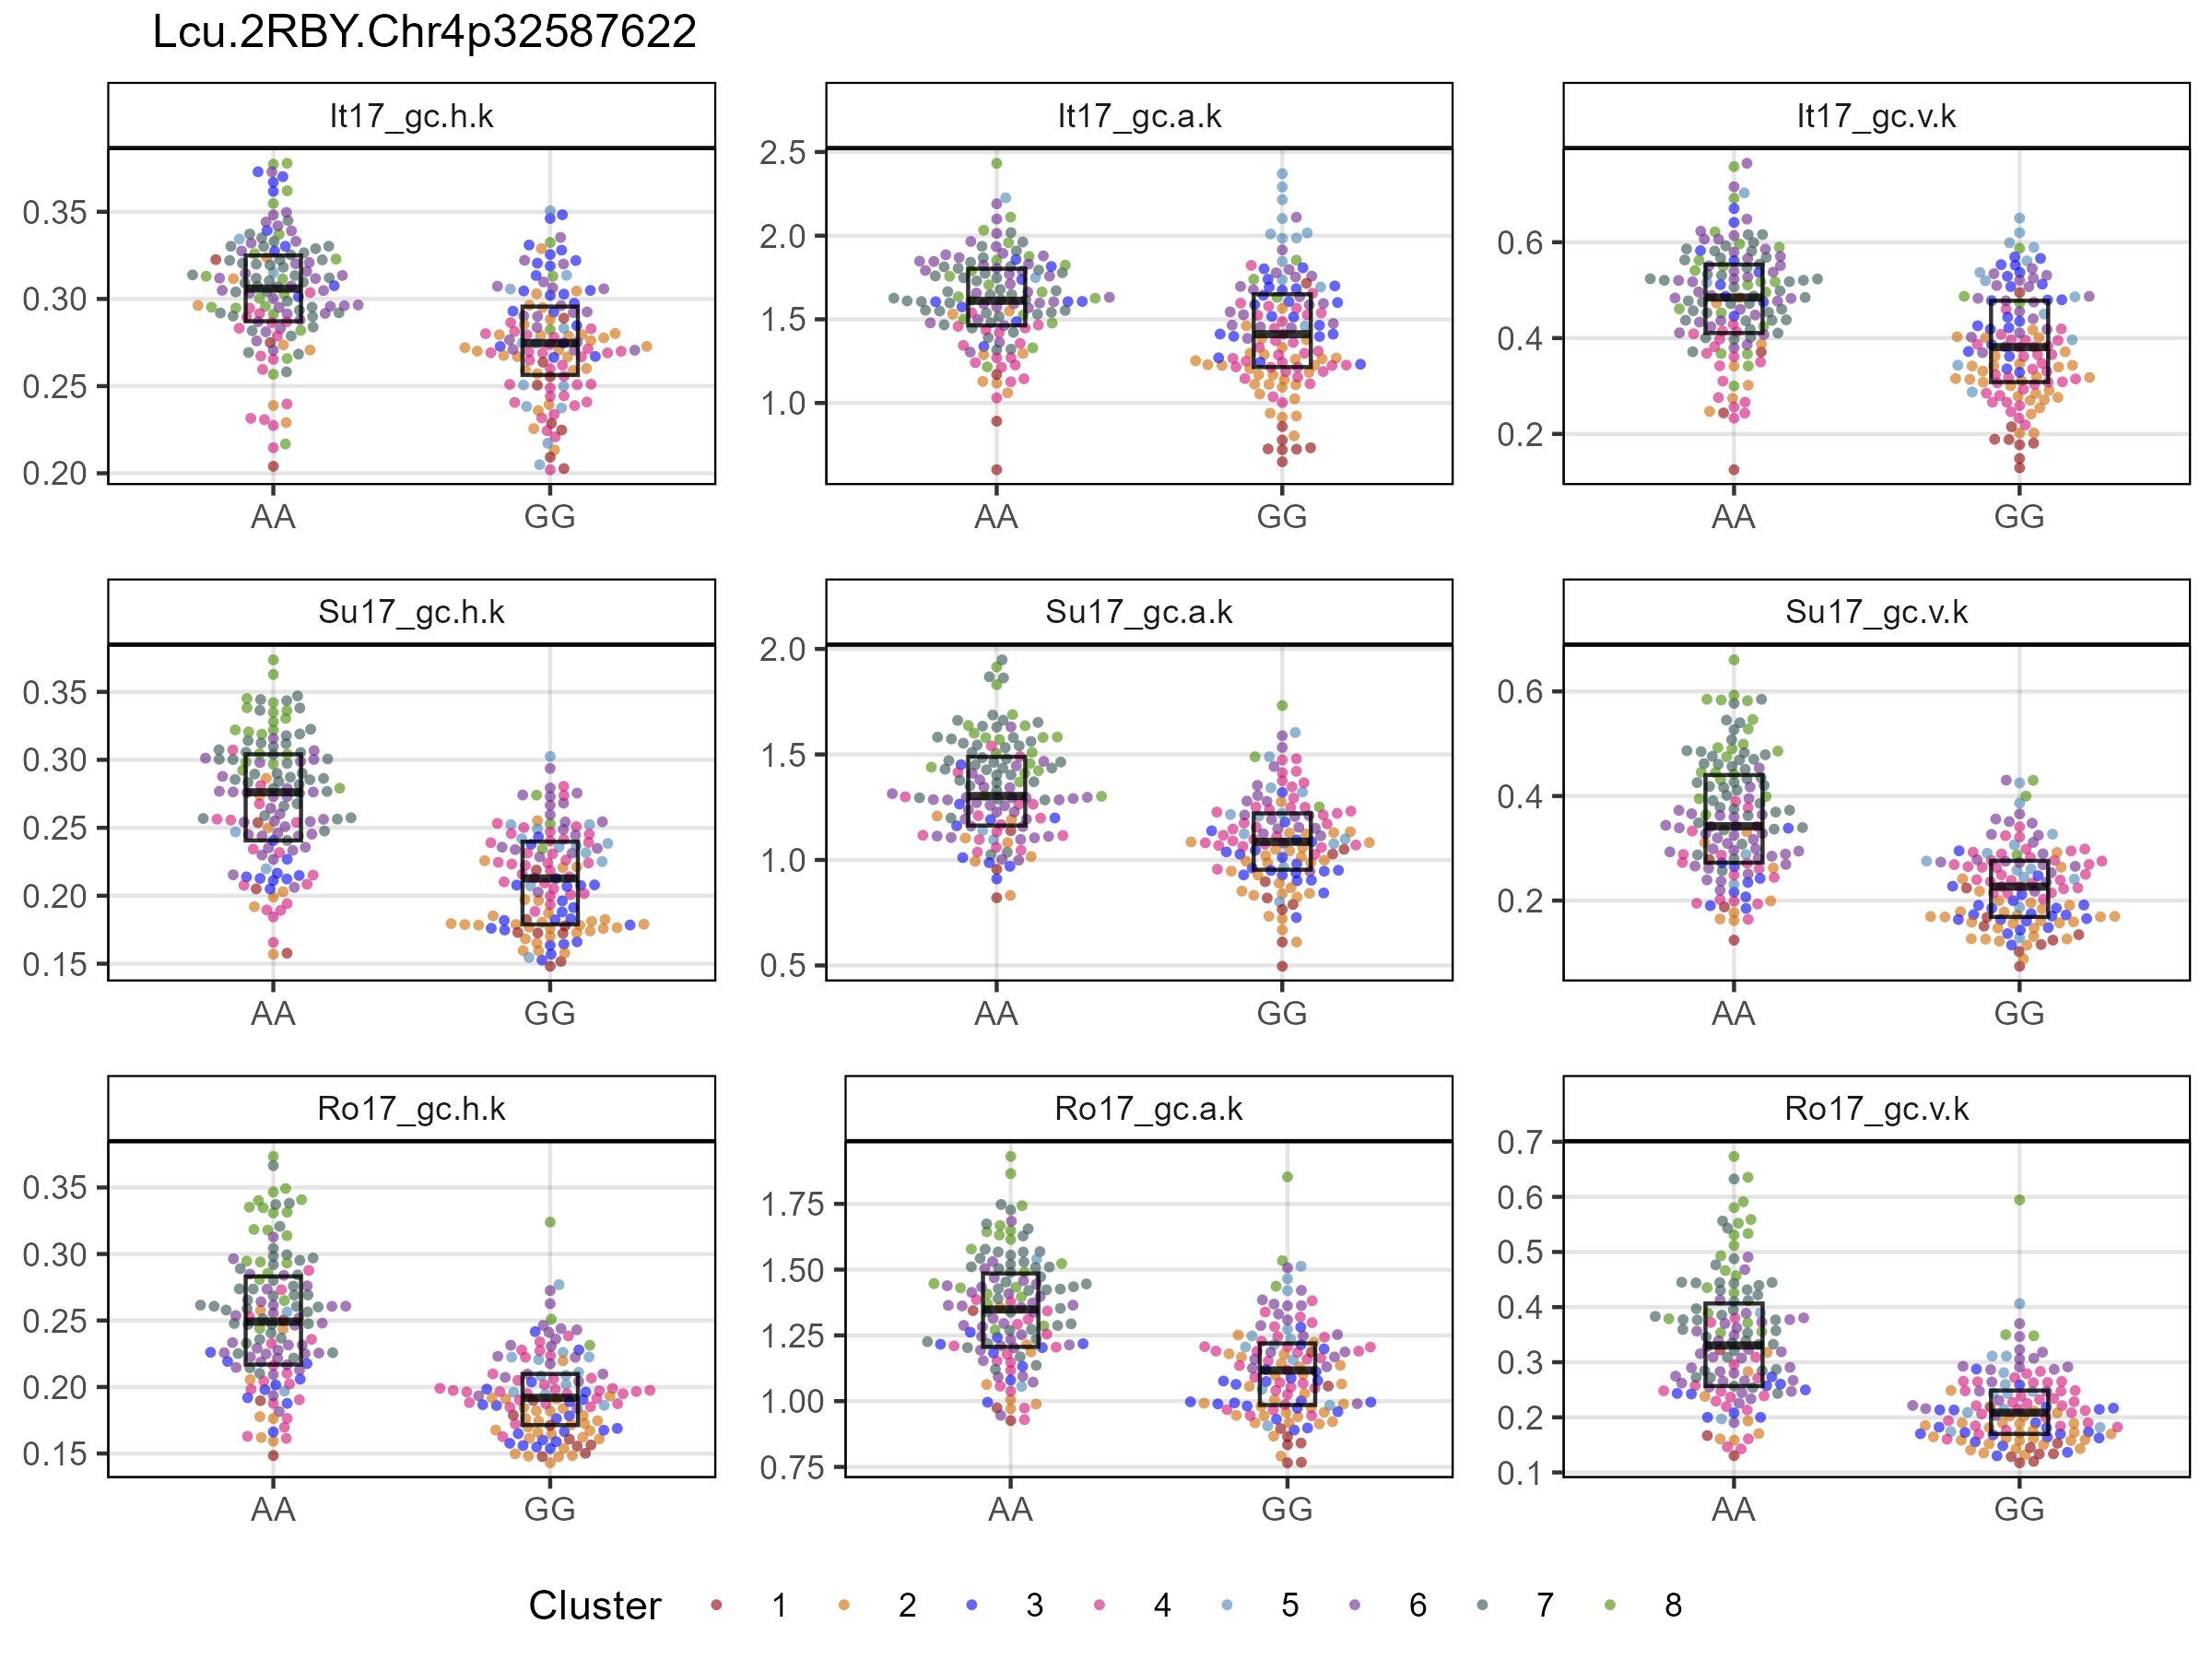 Lcu.2RBY.Chr4p32587622
It17_gc.h.k
It17_gc.a.k
It17_gc.v.k
0.35
0.30
0.25
0.20
AA GG
2.5
2.0
1.5
1.0
AA GG
0.6
0.4
0.2
AA GG
Su17_gc.h.k
Su17_gc.a.k
Su17_gc.v.k
0.35
0.30
0.25
0.20
0.15
AA GG
2.0
1.5
1.0
0.5
AA GG
0.6
0.4
0.2
AA GG
Ro17_gc.h.k
Ro17_gc.a.k
Ro17_gc.v.k
0.35
0.30
0.25
0.20
0.15
AA GG
1.75
1.50
1.25
1.00
0.75
AA GG
0.7
0.6
0.5
0.4
0.3
0.2
0.1
AA GG
Cluster 1 2 3 4 5 6 7 8